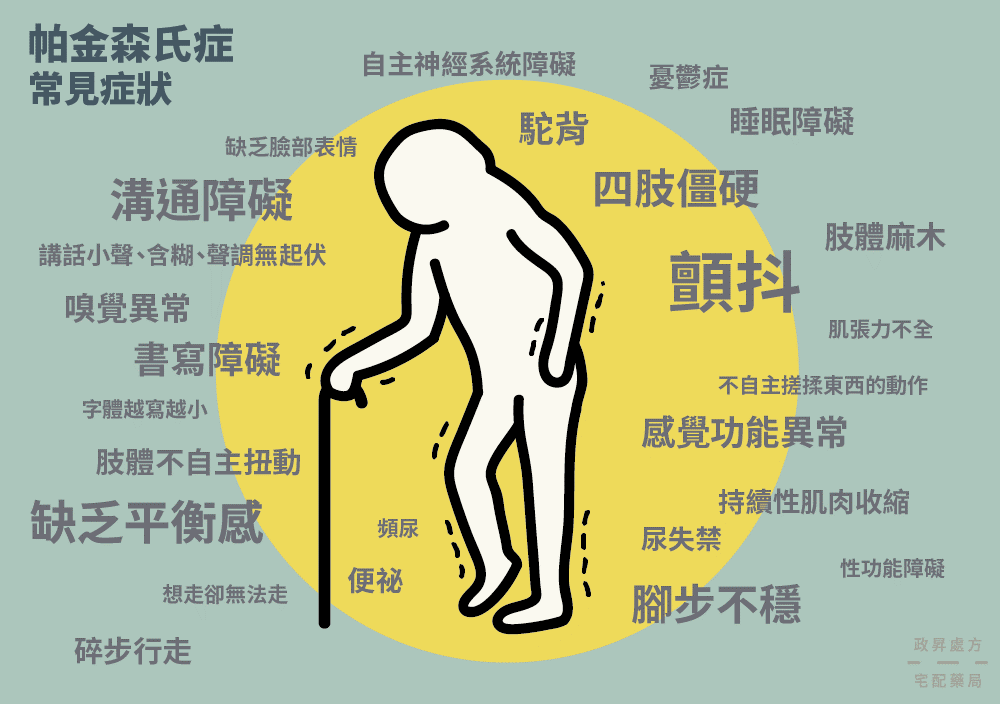 帕金森氏症
常見症狀
自主神經系統障礙
憂鬱症
睡眠障礙
駝背
缺乏臉部表情
溝通障礙
四肢僵硬
肢體麻木
講話小聲、含糊、聲調無起伏
顫抖
嗅覺異常
肌張力不全
書寫障礙
不自主搓揉東西的動作
字體越寫越小
感覺功能異常
肢體不自主扭動
持續性肌肉收縮
缺乏平衡感
頻尿
尿失禁
便祕
性功能障礙
想走卻無法走
腳步不穩
碎步行走
政昇處方
宅配藥局